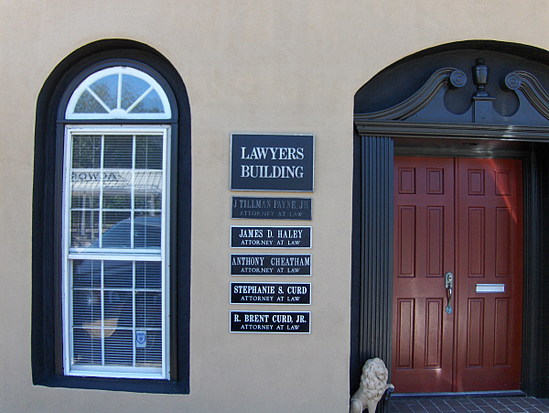 LAWYERS
BUILDING
J TILLMAN PAYNE, JR
ATTORNEY AT LAW
JAMES D. HALEY
ATTORNEY AT LAW
ANTHONY CHEATHAM
ATTORNEY AT LAW
STEPHANIE S. CURD
ATTORNEY AT LAW
R. BRENT CURD, JR.
ATTORNEY AT LAW